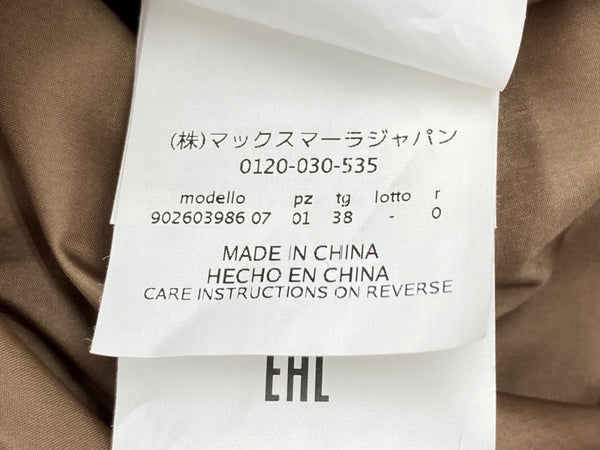 (株)マックスマーラジャパン
0120-030-535
modello pz tg lotto r
902603986 07 01 38 - 0
MADE IN CHINA
HECHO EN CHINA
CARE INSTRUCTIONS ON REVERSE
EAC